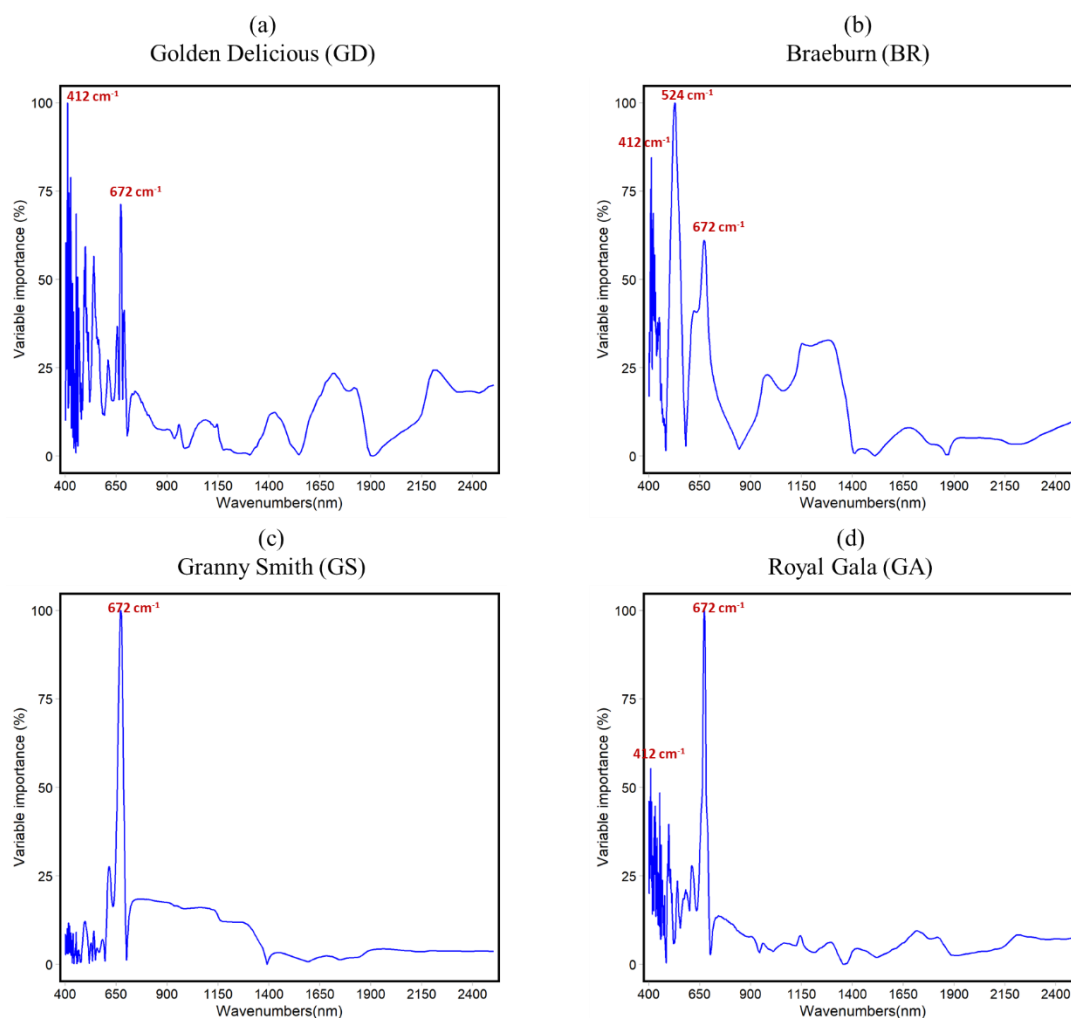 (a)
Golden Delicious (GD)
412 cm⁻¹
672 cm⁻¹
Variable importance (%)
100
75
50
25
0
400 650 900 1150 1400 1650 1900 2150 2400
Wavenumbers(nm)
(b)
Braeburn (BR)
524 cm⁻¹
412 cm⁻¹
672 cm⁻¹
Variable importance (%)
100
75
50
25
0
400 650 900 1150 1400 1650 1900 2150 2400
Wavenumbers(nm)
(c)
Granny Smith (GS)
672 cm⁻¹
Variable importance (%)
100
75
50
25
0
400 650 900 1150 1400 1650 1900 2150 2400
Wavenumbers(nm)
(d)
Royal Gala (GA)
672 cm⁻¹
412 cm⁻¹
Variable importance (%)
100
75
50
25
0
400 650 900 1150 1400 1650 1900 2150 2400
Wavenumbers(nm)